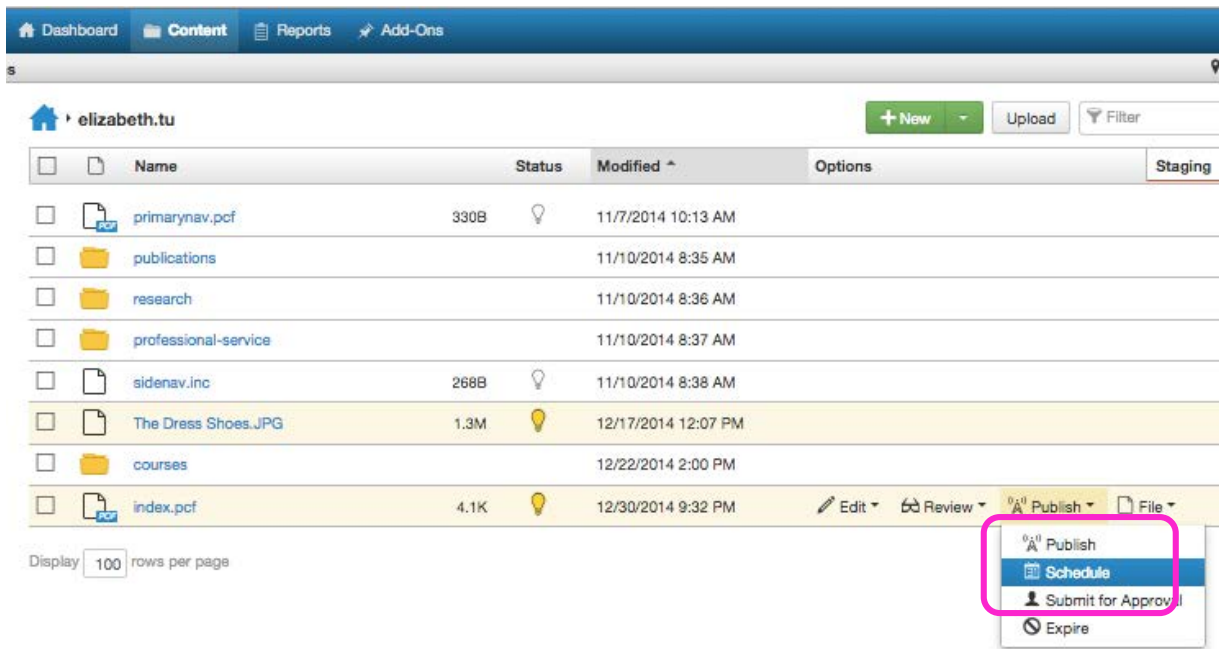 Dashboard Content Reports Add-Ons
s
elizabeth.tu + New Upload Filter
Name Status Modified Options Staging
PCF primarynav.pcf 330B 11/7/2014 10:13 AM
publications 11/10/2014 8:35 AM
research 11/10/2014 8:36 AM
professional-service 11/10/2014 8:37 AM
sidenav.inc 268B 11/10/2014 8:38 AM
The Dress Shoes.JPG 1.3M 12/17/2014 12:07 PM
courses 12/22/2014 2:00 PM
PCF index.pcf 4.1K 12/30/2014 9:32 PM Edit Review Publish File
Display 100 rows per page
Publish
Schedule
Submit for Approval
Expire